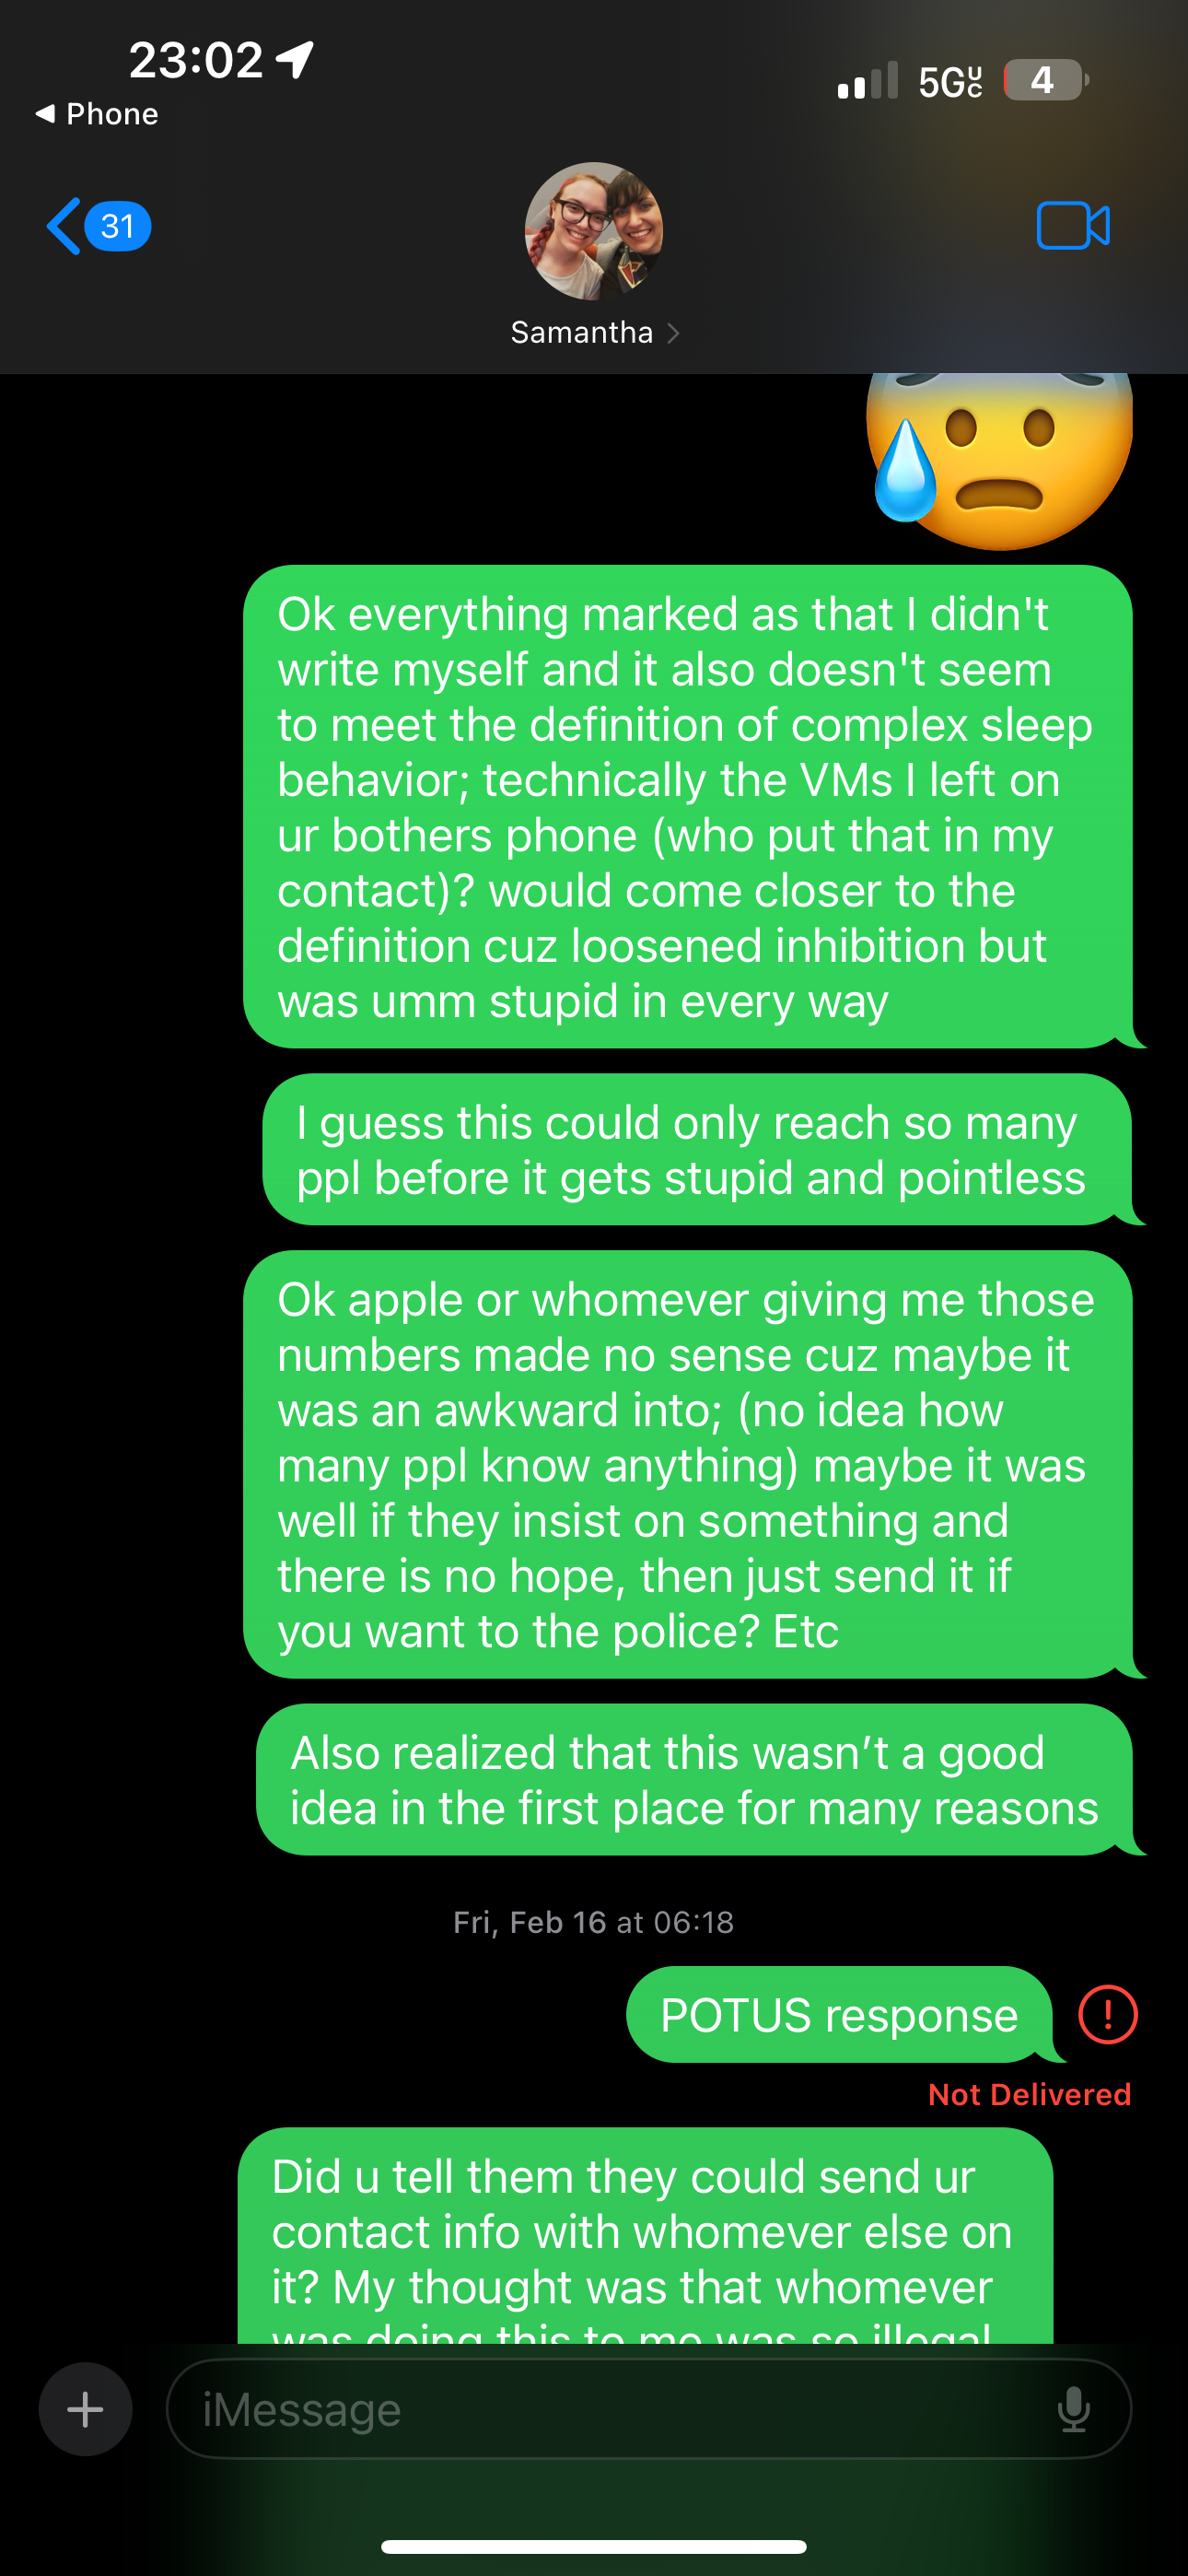 23:02
5G UC
4
Phone
31
Samantha
Ok everything marked as that I didn't
write myself and it also doesn't seem
to meet the definition of complex sleep
behavior; technically the VMs I left on
ur bothers phone (who put that in my
contact)? would come closer to the
definition cuz loosened inhibition but
was umm stupid in every way
I guess this could only reach so many
ppl before it gets stupid and pointless
Ok apple or whomever giving me those
numbers made no sense cuz maybe it
was an awkward into; (no idea how
many ppl know anything) maybe it was
well if they insist on something and
there is no hope, then just send it if
you want to the police? Etc
Also realized that this wasn’t a good
idea in the first place for many reasons
Fri, Feb 16 at 06:18
POTUS response
Not Delivered
Did u tell them they could send ur
contact info with whomever else on
it? My thought was that whomever
was doing this to me was so illegal
iMessage